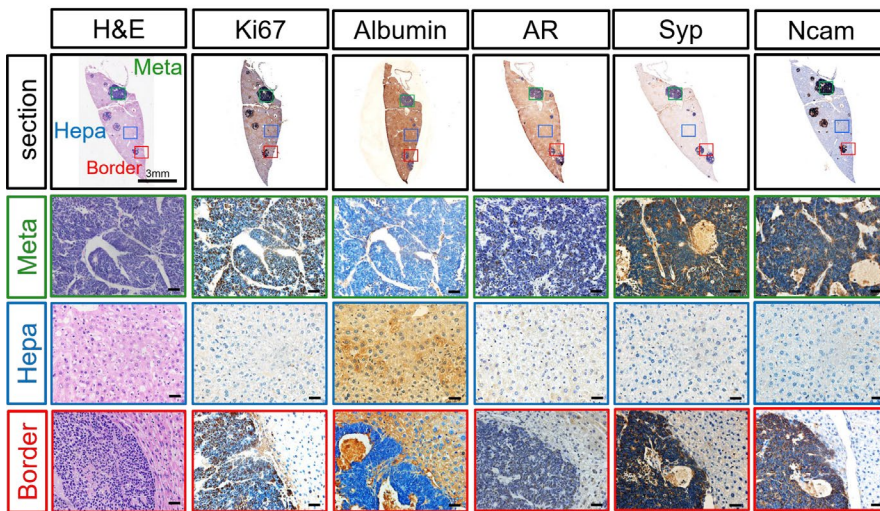 H&E Ki67 Albumin AR Syp Ncam
section
Meta
Hepa
Border
3mm
Meta
Hepa
Border